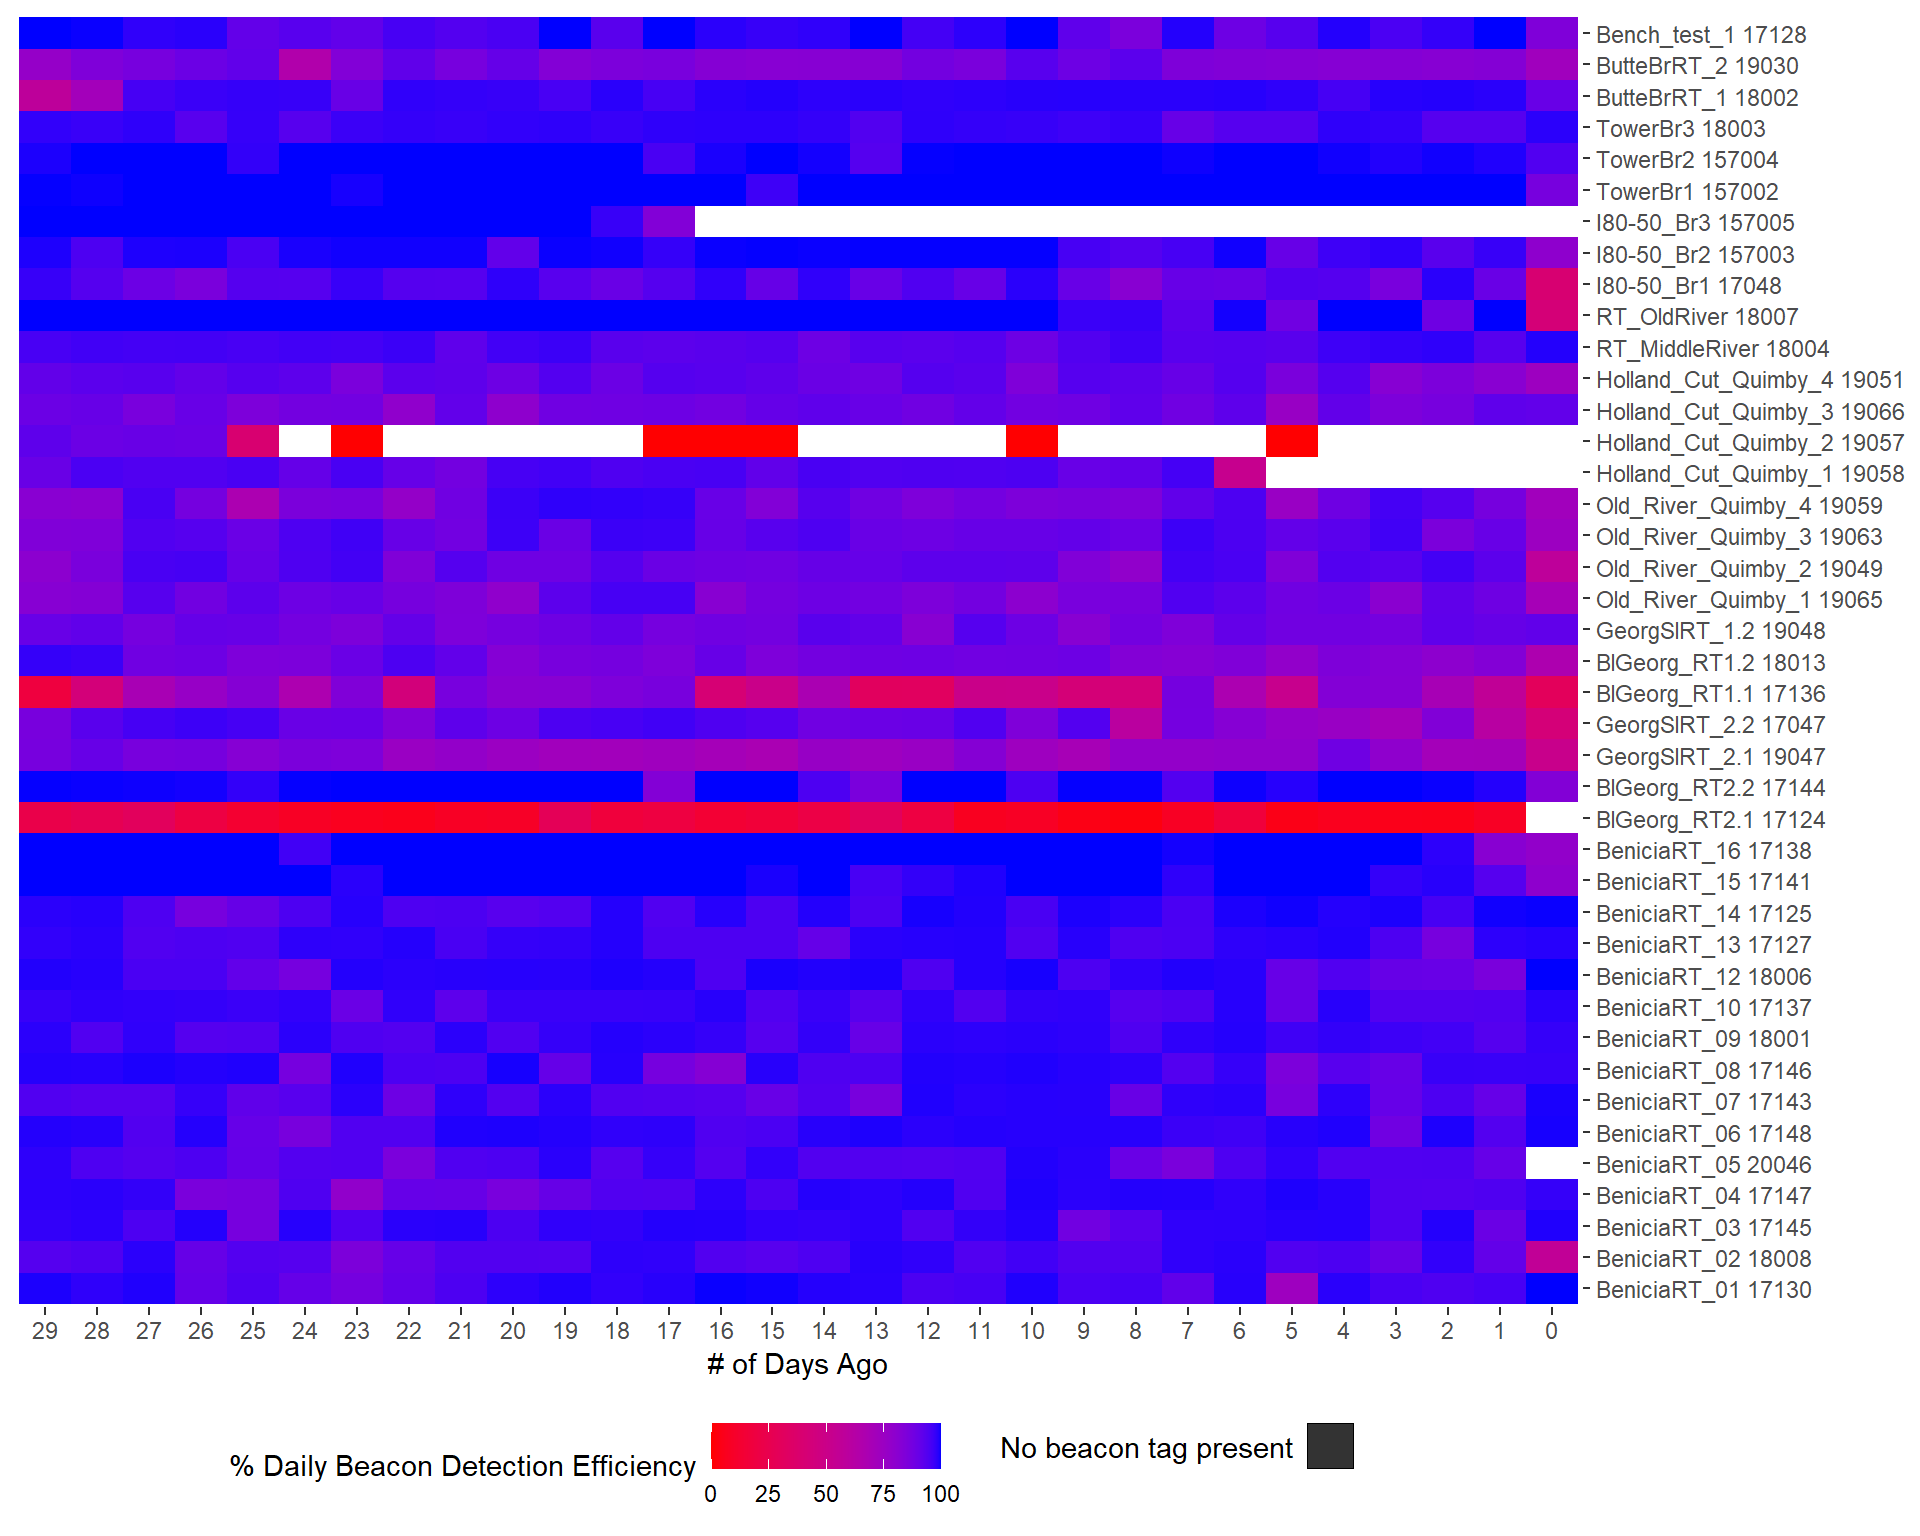 Bench_test_1 17128
ButteBrRT_2 19030
ButteBrRT_1 18002
TowerBr3 18003
TowerBr2 157004
TowerBr1 157002
I80-50_Br3 157005
I80-50_Br2 157003
I80-50_Br1 17048
RT_OldRiver 18007
RT_MiddleRiver 18004
Holland_Cut_Quimby_4 19051
Holland_Cut_Quimby_3 19066
Holland_Cut_Quimby_2 19057
Holland_Cut_Quimby_1 19058
Old_River_Quimby_4 19059
Old_River_Quimby_3 19063
Old_River_Quimby_2 19049
Old_River_Quimby_1 19065
GeorgSlRT_1.2 19048
BlGeorg_RT1.2 18013
BlGeorg_RT1.1 17136
GeorgSlRT_2.2 17047
GeorgSlRT_2.1 19047
BlGeorg_RT2.2 17144
BlGeorg_RT2.1 17124
BeniciaRT_16 17138
BeniciaRT_15 17141
BeniciaRT_14 17125
BeniciaRT_13 17127
BeniciaRT_12 18006
BeniciaRT_10 17137
BeniciaRT_09 18001
BeniciaRT_08 17146
BeniciaRT_07 17143
BeniciaRT_06 17148
BeniciaRT_05 20046
BeniciaRT_04 17147
BeniciaRT_03 17145
BeniciaRT_02 18008
BeniciaRT_01 17130
29 28 27 26 25 24 23 22 21 20 19 18 17 16 15 14 13 12 11 10 9 8 7 6 5 4 3 2 1 0
# of Days Ago
% Daily Beacon Detection Efficiency
0 25 50 75 100
No beacon tag present